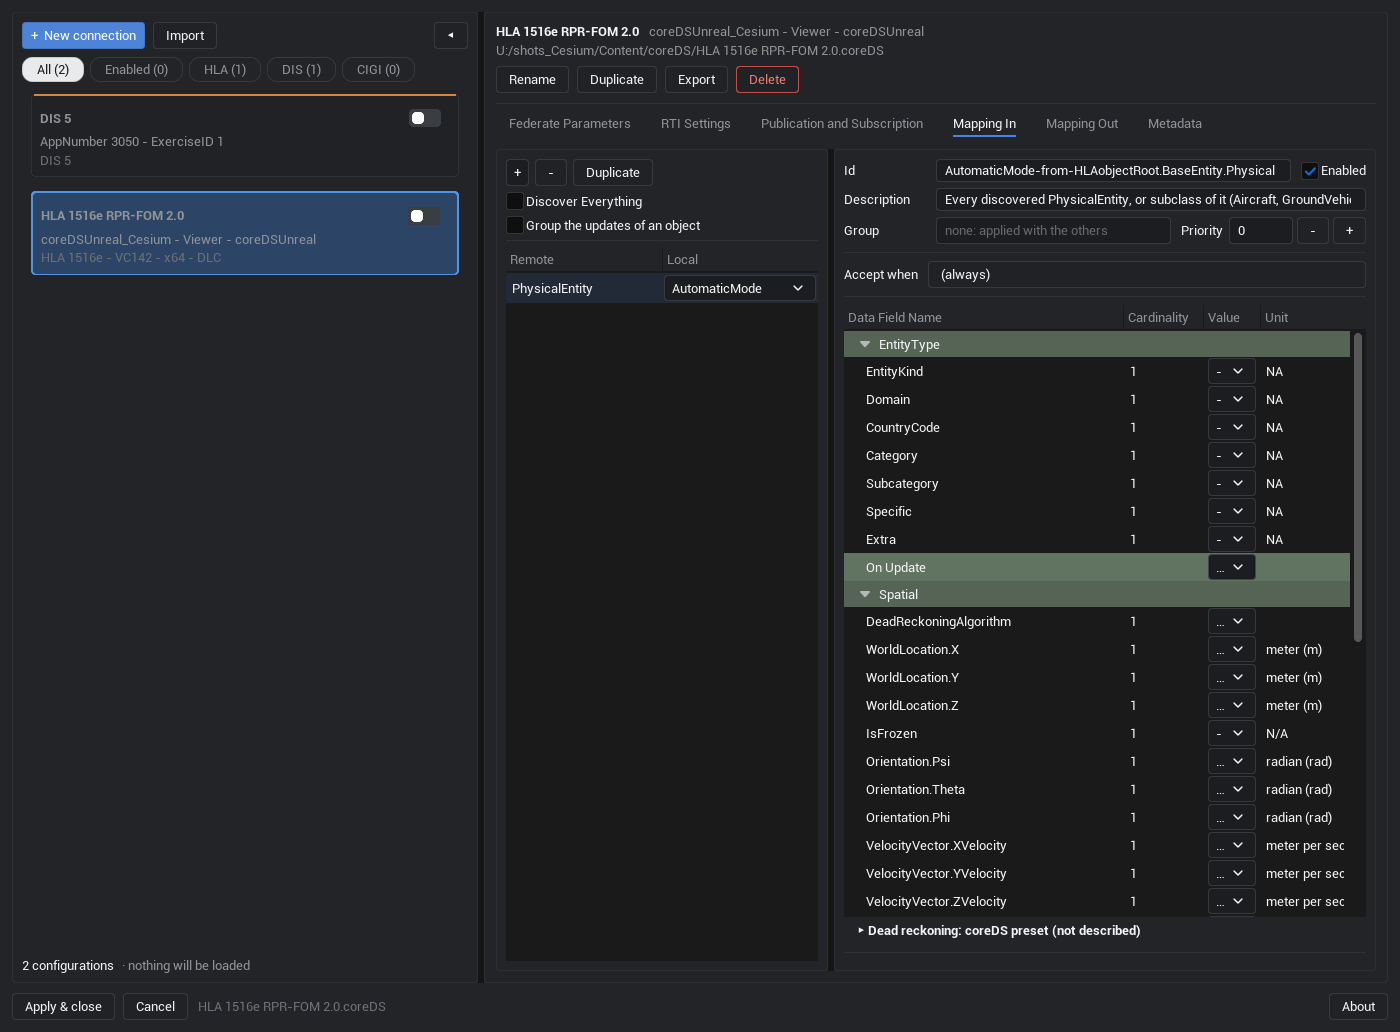 + New connection
Import
All (2)
Enabled (0)
HLA (1)
DIS (1)
CIGI (0)
DIS 5
AppNumber 3050 - ExerciseID 1
DIS 5
HLA 1516e RPR-FOM 2.0
coreDSUnreal_Cesium - Viewer - coreDSUnreal
HLA 1516e - VC142 - x64 - DLC
2 configurations · nothing will be loaded
HLA 1516e RPR-FOM 2.0 coreDSUnreal_Cesium - Viewer - coreDSUnreal
U:/shots_Cesium/Content/coreDS/HLA 1516e RPR-FOM 2.0.coreDS
Rename
Duplicate
Export
Delete
Federate Parameters
RTI Settings
Publication and Subscription
Mapping In
Mapping Out
Metadata
+
-
Duplicate
Discover Everything
Group the updates of an object
Remote Local
PhysicalEntity AutomaticMode
Id AutomaticMode-from-HLAobjectRoot.BaseEntity.Physical Enabled
Description Every discovered PhysicalEntity, or subclass of it (Aircraft, GroundVehic
Group none: applied with the others Priority 0 - +
Accept when (always)
Data Field Name Cardinality Value Unit
EntityType
EntityKind 1 - NA
Domain 1 - NA
CountryCode 1 - NA
Category 1 - NA
Subcategory 1 - NA
Specific 1 - NA
Extra 1 - NA
On Update ...
Spatial
DeadReckoningAlgorithm 1 ...
WorldLocation.X 1 ... meter (m)
WorldLocation.Y 1 ... meter (m)
WorldLocation.Z 1 ... meter (m)
IsFrozen 1 - N/A
Orientation.Psi 1 ... radian (rad)
Orientation.Theta 1 ... radian (rad)
Orientation.Phi 1 ... radian (rad)
VelocityVector.XVelocity 1 ... meter per sec
VelocityVector.YVelocity 1 ... meter per sec
VelocityVector.ZVelocity 1 ... meter per sec
Dead reckoning: coreDS preset (not described)
Apply & close
Cancel
HLA 1516e RPR-FOM 2.0.coreDS
About